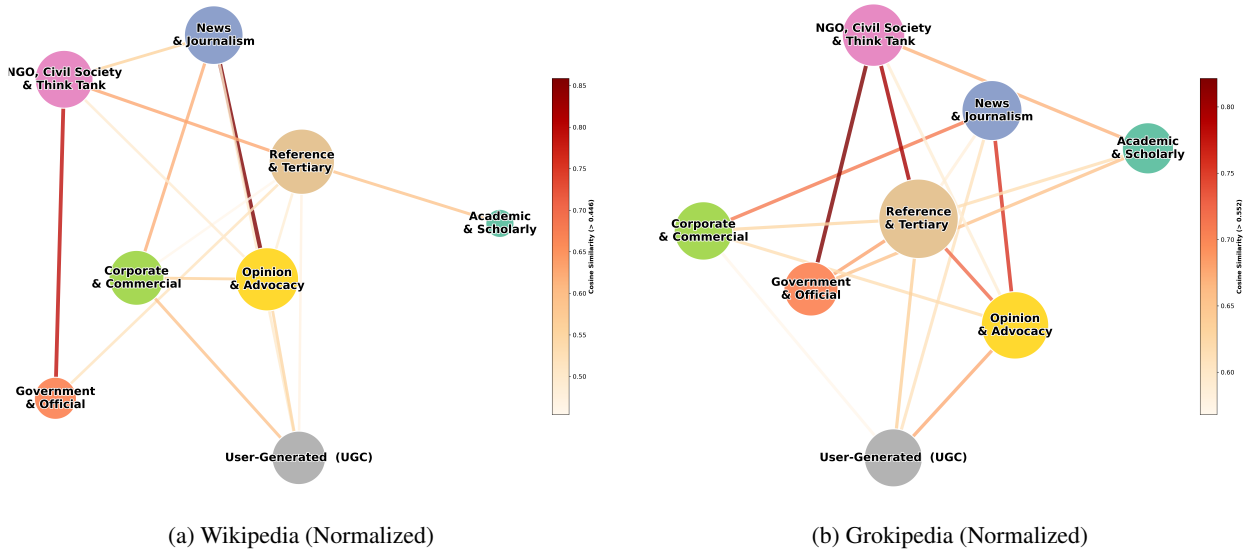 News
& Journalism
NGO, Civil Society
& Think Tank
Reference
& Tertiary
Academic
& Scholarly
Corporate
& Commercial
Opinion
& Advocacy
Government
& Official
User-Generated (UGC)
0.85
0.80
0.75
0.70
0.65
0.60
0.55
0.50
Cosine Similarity (> 0.446)
(a) Wikipedia (Normalized)
NGO, Civil Society
& Think Tank
News
& Journalism
Academic
& Scholarly
Reference
& Tertiary
Corporate
& Commercial
Government
& Official
Opinion
& Advocacy
User-Generated (UGC)
0.80
0.75
0.70
0.65
0.60
Cosine Similarity (> 0.552)
(b) Grokipedia (Normalized)